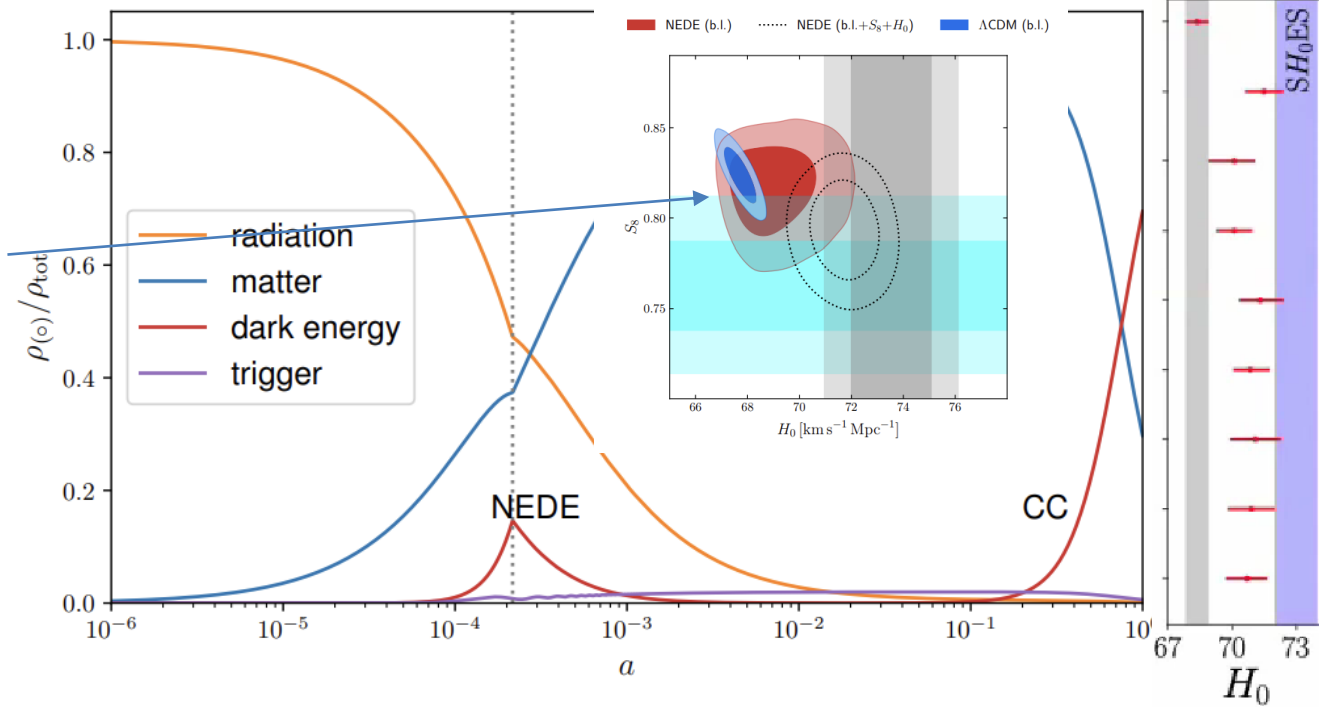 NEDE (b.l.)
NEDE (b.l.+S₈+H₀)
ΛCDM (b.l.)
0.85
0.80
0.75
S₈
66 68 70 72 74 76
H₀ [km s⁻¹ Mpc⁻¹]
1.0
0.8
0.6
0.4
0.2
0.0
ρ(∘)/ρtot
radiation
matter
dark energy
trigger
NEDE
CC
10⁻⁶ 10⁻⁵ 10⁻⁴ 10⁻³ 10⁻² 10⁻¹ 10⁰
a
SH₀ES
67 70 73
H₀